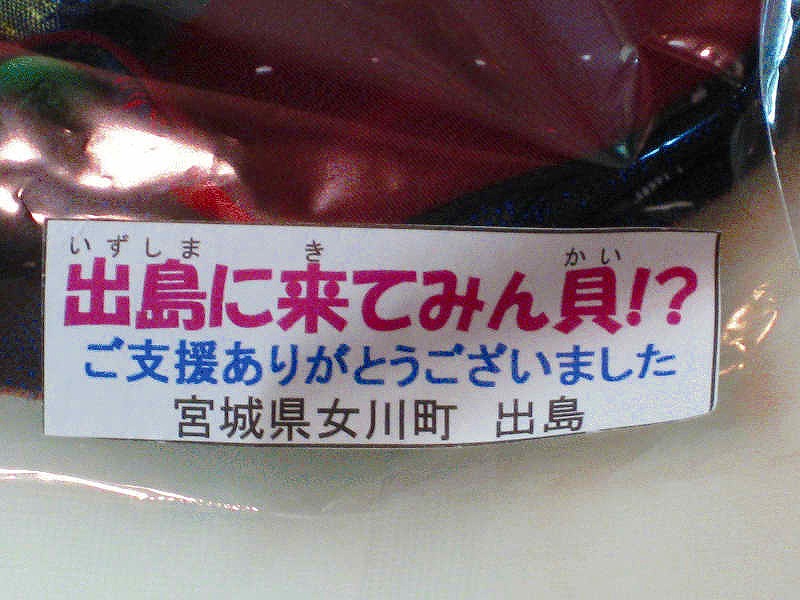 いずしま き かい
出島に来てみん貝!?
ご支援ありがとうございました
宮城県女川町 出島